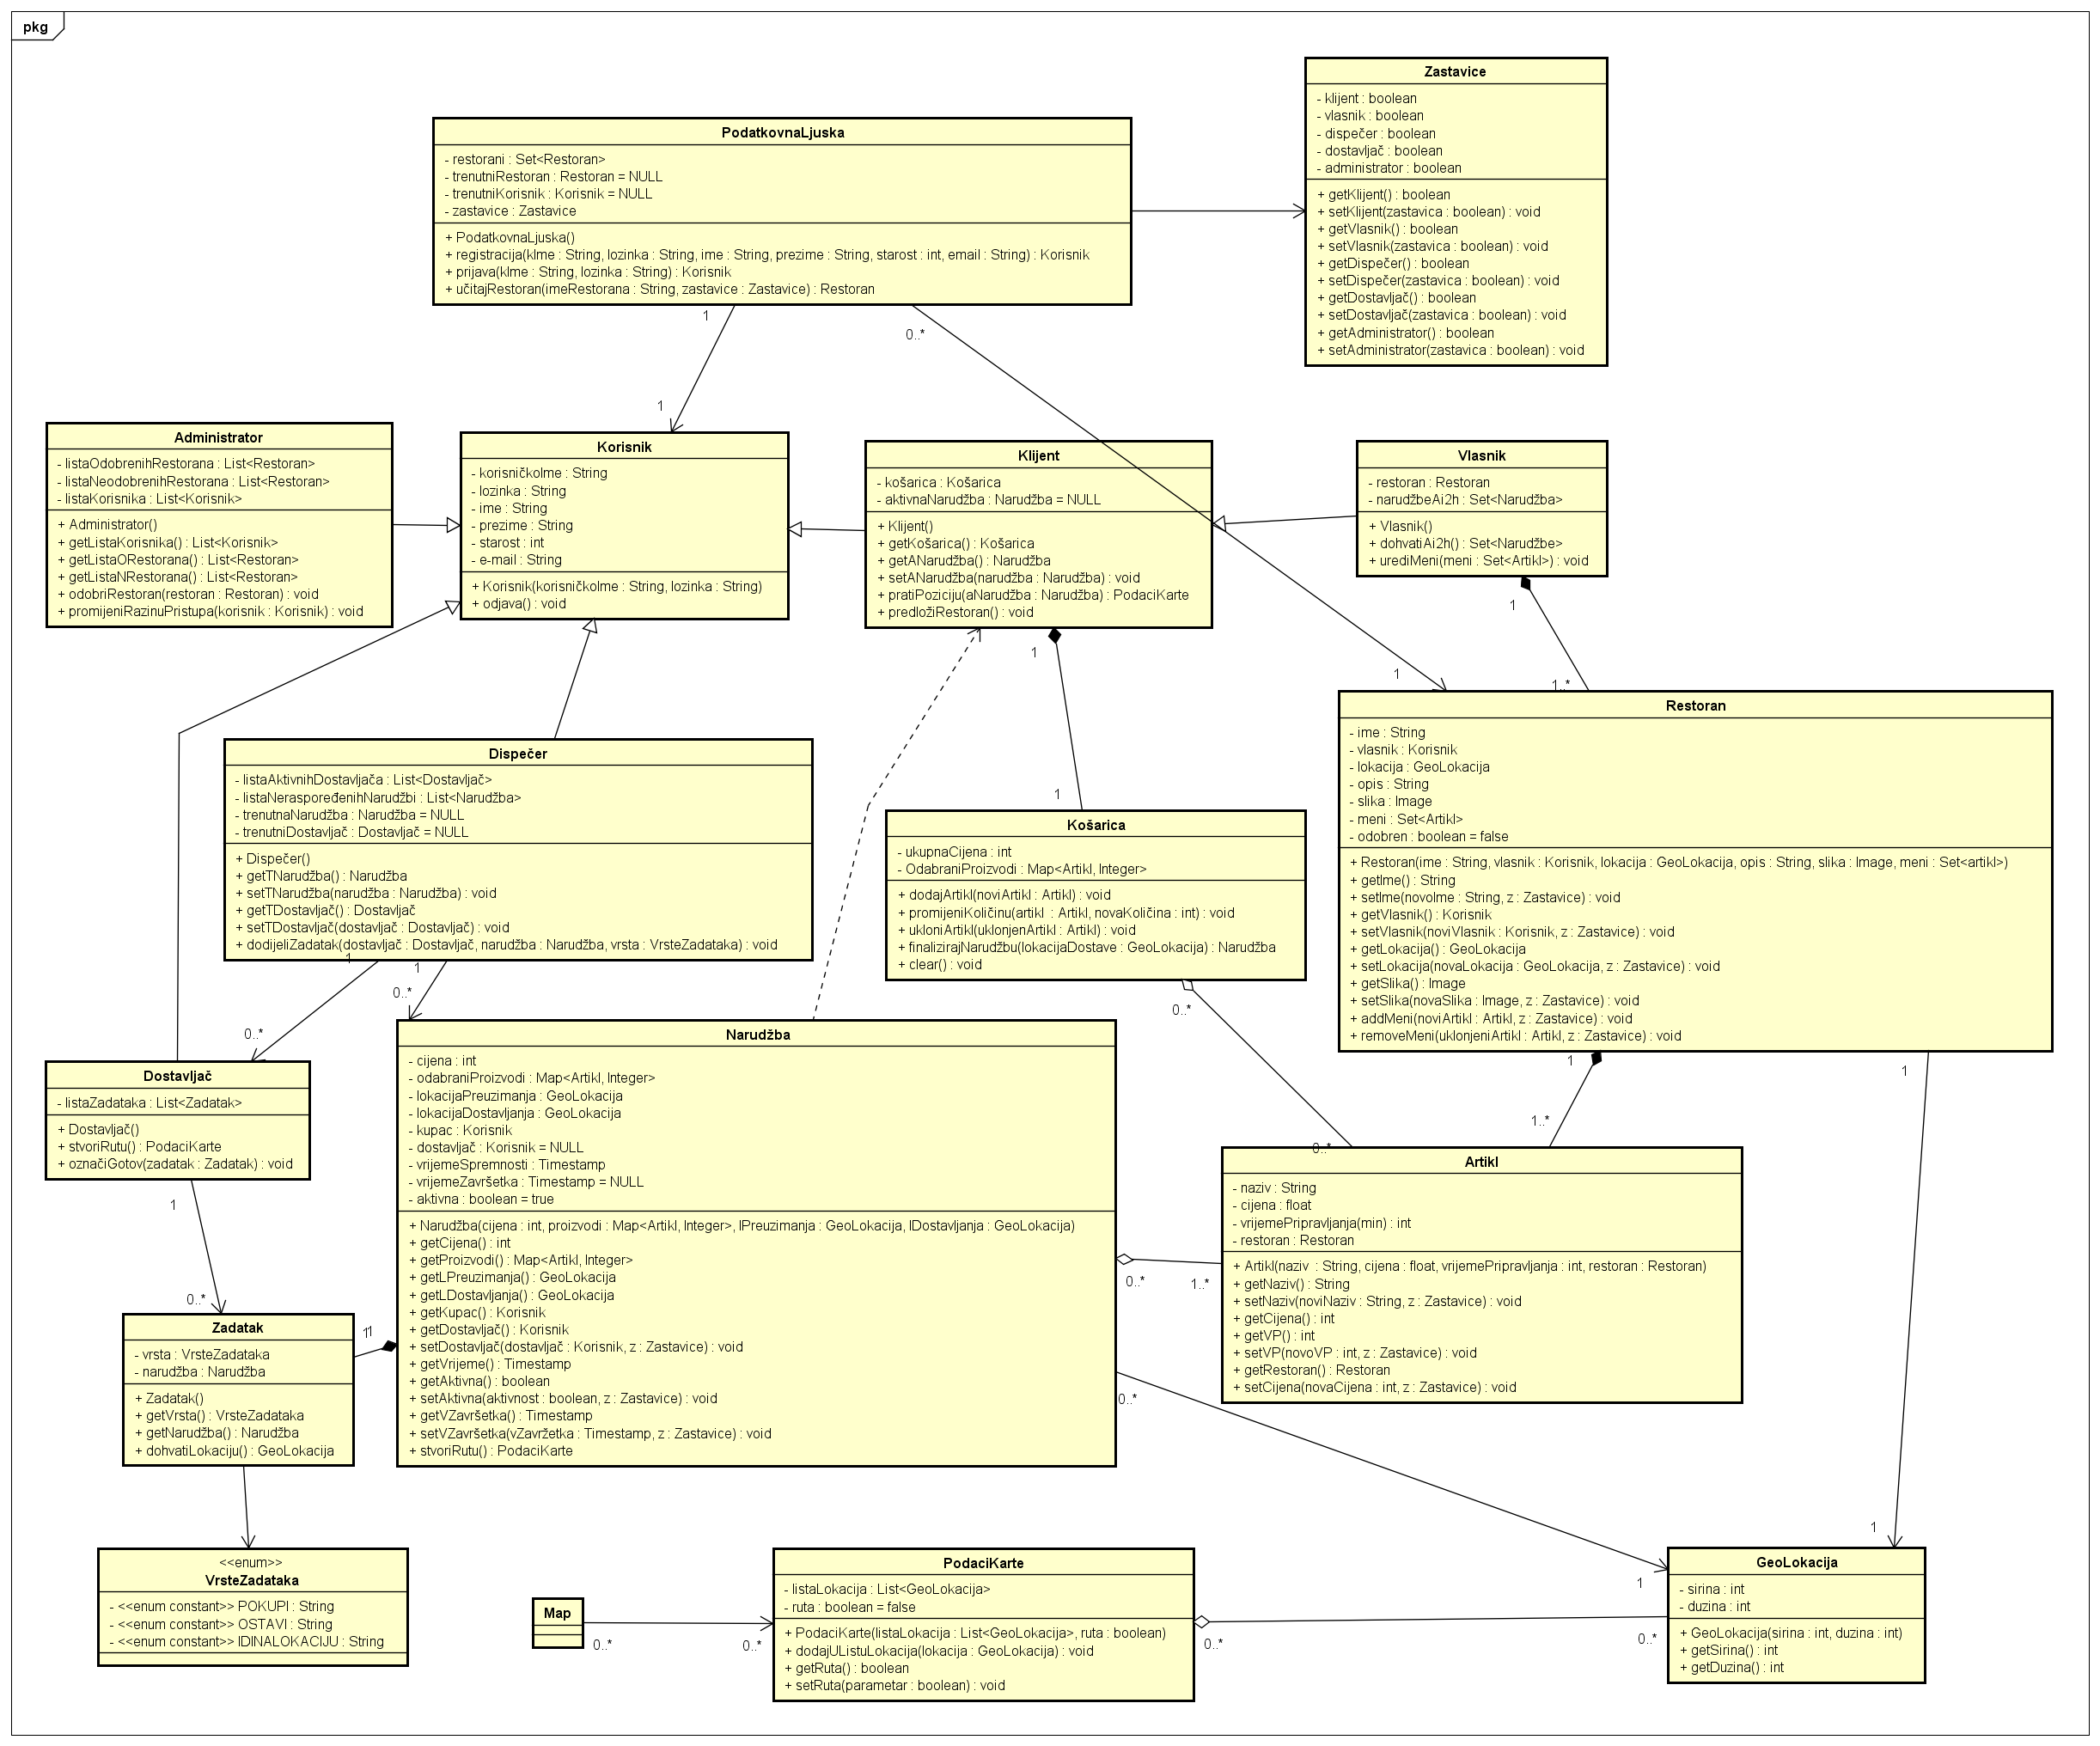 pkg
Zastavice
- klijent : boolean
- vlasnik : boolean
- dispečer : boolean
- dostavljač : boolean
- administrator : boolean
+ getKlijent() : boolean
+ setKlijent(zastavica : boolean) : void
+ getVlasnik() : boolean
+ setVlasnik(zastavica : boolean) : void
+ getDispečer() : boolean
+ setDispečer(zastavica : boolean) : void
+ getDostavljač() : boolean
+ setDostavljač(zastavica : boolean) : void
+ getAdministrator() : boolean
+ setAdministrator(zastavica : boolean) : void
PodatkovnaLjuska
- restorani : Set<Restoran>
- trenutniRestoran : Restoran = NULL
- trenutniKorisnik : Korisnik = NULL
- zastavice : Zastavice
+ PodatkovnaLjuska()
+ registracija(kIme : String, lozinka : String, ime : String, prezime : String, starost : int, email : String) : Korisnik
+ prijava(kIme : String, lozinka : String) : Korisnik
+ učitajRestoran(imeRestorana : String, zastavice : Zastavice) : Restoran
1
0..*
1
Administrator
- listaOdobrenihRestorana : List<Restoran>
- listaNeodobrenihRestorana : List<Restoran>
- listaKorisnika : List<Korisnik>
+ Administrator()
+ getListaKorisnika() : List<Korisnik>
+ getListaORestorana() : List<Restoran>
+ getListaNRestorana() : List<Restoran>
+ odobriRestoran(restoran : Restoran) : void
+ promijeniRazinuPristupa(korisnik : Korisnik) : void
Korisnik
- korisničkoIme : String
- lozinka : String
- ime : String
- prezime : String
- starost : int
- e-mail : String
+ Korisnik(korisničkoIme : String, lozinka : String)
+ odjava() : void
Klijent
- košarica : Košarica
- aktivnaNarudžba : Narudžba = NULL
+ Klijent()
+ getKošarica() : Košarica
+ getANarudžba() : Narudžba
+ setANarudžba(narudžba : Narudžba) : void
+ pratiPoziciju(aNarudžba : Narudžba) : PodaciKarte
+ predložiRestoran() : void
Vlasnik
- restoran : Restoran
- narudžbeAi2h : Set<Narudžba>
+ Vlasnik()
+ dohvatiAi2h() : Set<Narudžbe>
+ urediMeni(meni : Set<Artikl>) : void
1
1
1
1..*
Restoran
- ime : String
- vlasnik : Korisnik
- lokacija : GeoLokacija
- opis : String
- slika : Image
- meni : Set<Artikl>
- odobren : boolean = false
+ Restoran(ime : String, vlasnik : Korisnik, lokacija : GeoLokacija, opis : String, slika : Image, meni : Set<artikl>)
+ getIme() : String
+ setIme(novoIme : String, z : Zastavice) : void
+ getVlasnik() : Korisnik
+ setVlasnik(noviVlasnik : Korisnik, z : Zastavice) : void
+ getLokacija() : GeoLokacija
+ setLokacija(novaLokacija : GeoLokacija, z : Zastavice) : void
+ getSlika() : Image
+ setSlika(novaSlika : Image, z : Zastavice) : void
+ addMeni(noviArtikl : Artikl, z : Zastavice) : void
+ removeMeni(uklonjeniArtikl : Artikl, z : Zastavice) : void
Dispečer
- listaAktivnihDostavljača : List<Dostavljač>
- listaNeraspoređenihNarudžbi : List<Narudžba>
- trenutnaNarudžba : Narudžba = NULL
- trenutniDostavljač : Dostavljač = NULL
+ Dispečer()
+ getTNarudžba() : Narudžba
+ setTNarudžba(narudžba : Narudžba) : void
+ getTDostavljač() : Dostavljač
+ setTDostavljač(dostavljač : Dostavljač) : void
+ dodijeliZadatak(dostavljač : Dostavljač, narudžba : Narudžba, vrsta : VrsteZadataka) : void
1
Košarica
- ukupnaCijena : int
- OdabraniProizvodi : Map<Artikl, Integer>
+ dodajArtikl(noviArtikl : Artikl) : void
+ promijeniKoličinu(artikl : Artikl, novaKoličina : int) : void
+ ukloniArtikl(uklonjenArtikl : Artikl) : void
+ finalizirajNarudžbu(lokacijaDostave : GeoLokacija) : Narudžba
+ clear() : void
1
1
0..*
0..*
0..*
1
1
1..*
0..*
Dostavljač
- listaZadataka : List<Zadatak>
+ Dostavljač()
+ stvoriRutu() : PodaciKarte
+ označiGotov(zadatak : Zadatak) : void
1
0..*
Narudžba
- cijena : int
- odabraniProizvodi : Map<Artikl, Integer>
- lokacijaPreuzimanja : GeoLokacija
- lokacijaDostavljanja : GeoLokacija
- kupac : Korisnik
- dostavljač : Korisnik = NULL
- vrijemeSpremnosti : Timestamp
- vrijemeZavršetka : Timestamp = NULL
- aktivna : boolean = true
+ Narudžba(cijena : int, proizvodi : Map<Artikl, Integer>, lPreuzimanja : GeoLokacija, lDostavljanja : GeoLokacija)
+ getCijena() : int
+ getProizvodi() : Map<Artikl, Integer>
+ getLPreuzimanja() : GeoLokacija
+ getLDostavljanja() : GeoLokacija
+ getKupac() : Korisnik
+ getDostavljač() : Korisnik
+ setDostavljač(dostavljač : Korisnik, z : Zastavice) : void
+ getVrijeme() : Timestamp
+ getAktivna() : boolean
+ setAktivna(aktivnost : boolean, z : Zastavice) : void
+ getVZavršetka() : Timestamp
+ setVZavršetka(vZavržetka : Timestamp, z : Zastavice) : void
+ stvoriRutu() : PodaciKarte
0..*
1..*
0..*
Artikl
- naziv : String
- cijena : float
- vrijemePripravljanja(min) : int
- restoran : Restoran
+ Artikl(naziv : String, cijena : float, vrijemePripravljanja : int, restoran : Restoran)
+ getNaziv() : String
+ setNaziv(noviNaziv : String, z : Zastavice) : void
+ getCijena() : int
+ getVP() : int
+ setVP(novoVP : int, z : Zastavice) : void
+ getRestoran() : Restoran
+ setCijena(novaCijena : int, z : Zastavice) : void
Zadatak
- vrsta : VrsteZadataka
- narudžba : Narudžba
+ Zadatak()
+ getVrsta() : VrsteZadataka
+ getNarudžba() : Narudžba
+ dohvatiLokaciju() : GeoLokacija
1
1
<<enum>>
VrsteZadataka
- <<enum constant>> POKUPI : String
- <<enum constant>> OSTAVI : String
- <<enum constant>> IDINALOKACIJU : String
Map
0..*
0..*
PodaciKarte
- listaLokacija : List<GeoLokacija>
- ruta : boolean = false
+ PodaciKarte(listaLokacija : List<GeoLokacija>, ruta : boolean)
+ dodajUListuLokacija(lokacija : GeoLokacija) : void
+ getRuta() : boolean
+ setRuta(parametar : boolean) : void
0..*
0..*
1
1
GeoLokacija
- sirina : int
- duzina : int
+ GeoLokacija(sirina : int, duzina : int)
+ getSirina() : int
+ getDuzina() : int